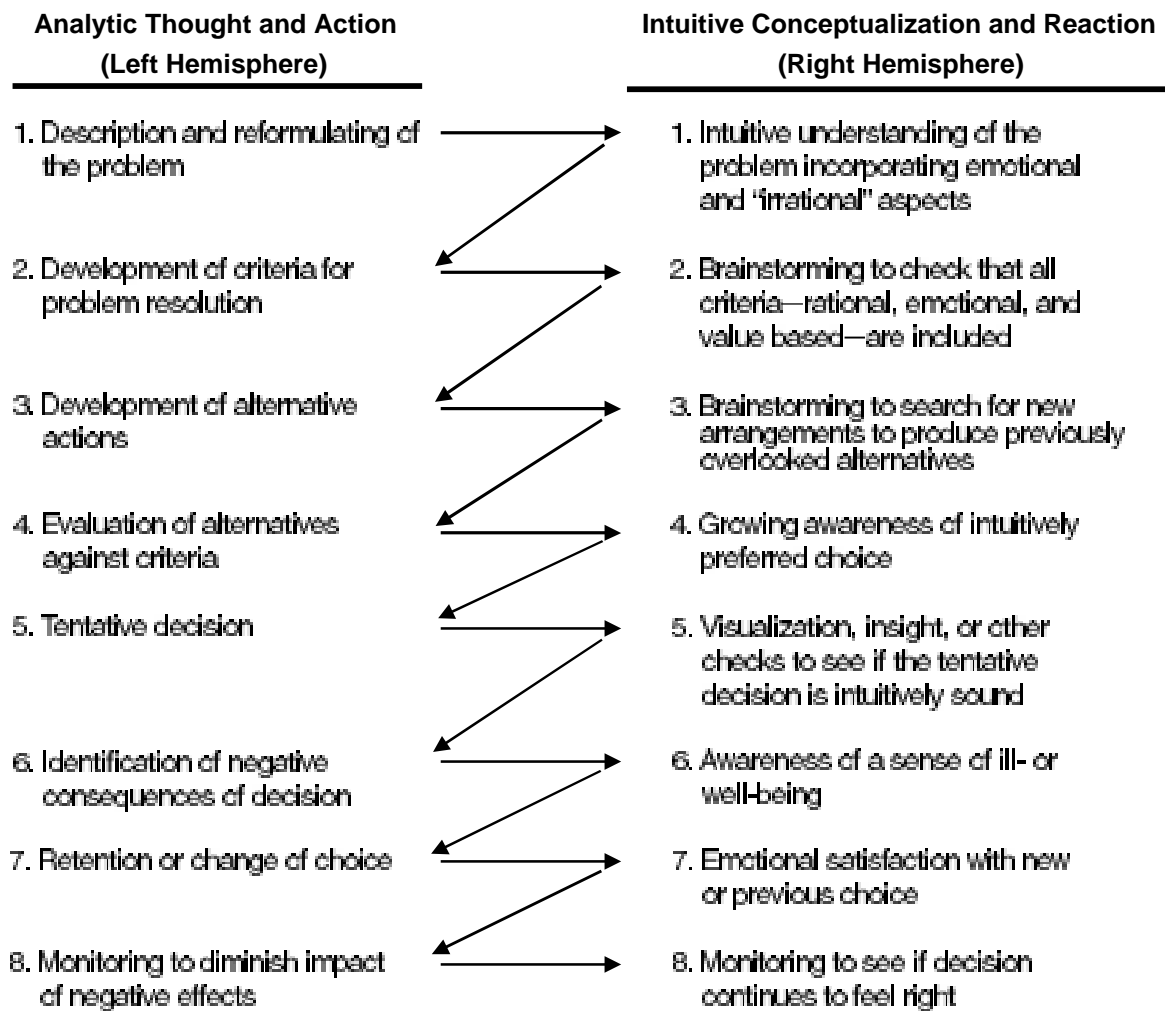 Analytic Thought and Action
(Left Hemisphere)
Intuitive Conceptualization and Reaction
(Right Hemisphere)
1. Description and reformulating of
the problem
1. Intuitive understanding of the
problem incorporating emotional
and "irrational" aspects
2. Development of criteria for
problem resolution
2. Brainstorming to check that all
criteria—rational, emotional, and
value based—are included
3. Development of alternative
actions
3. Brainstorming to search for new
arrangements to produce previously
overlooked alternatives
4. Evaluation of alternatives
against criteria
4. Growing awareness of intuitively
preferred choice
5. Tentative decision
5. Visualization, insight, or other
checks to see if the tentative
decision is intuitively sound
6. Identification of negative
consequences of decision
6. Awareness of a sense of ill- or
well-being
7. Retention or change of choice
7. Emotional satisfaction with new
or previous choice
8. Monitoring to diminish impact
of negative effects
8. Monitoring to see if decision
continues to feel right